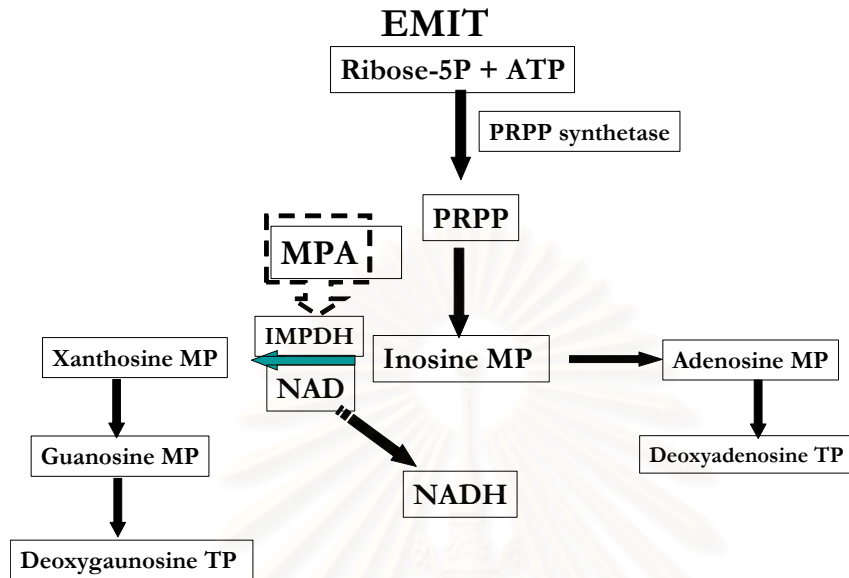 EMIT
Ribose-5P + ATP
PRPP synthetase
PRPP
MPA
IMPDH
Xanthosine MP
NAD
Inosine MP
Adenosine MP
Guanosine MP
NADH
Deoxyadenosine TP
Deoxygaunosine TP